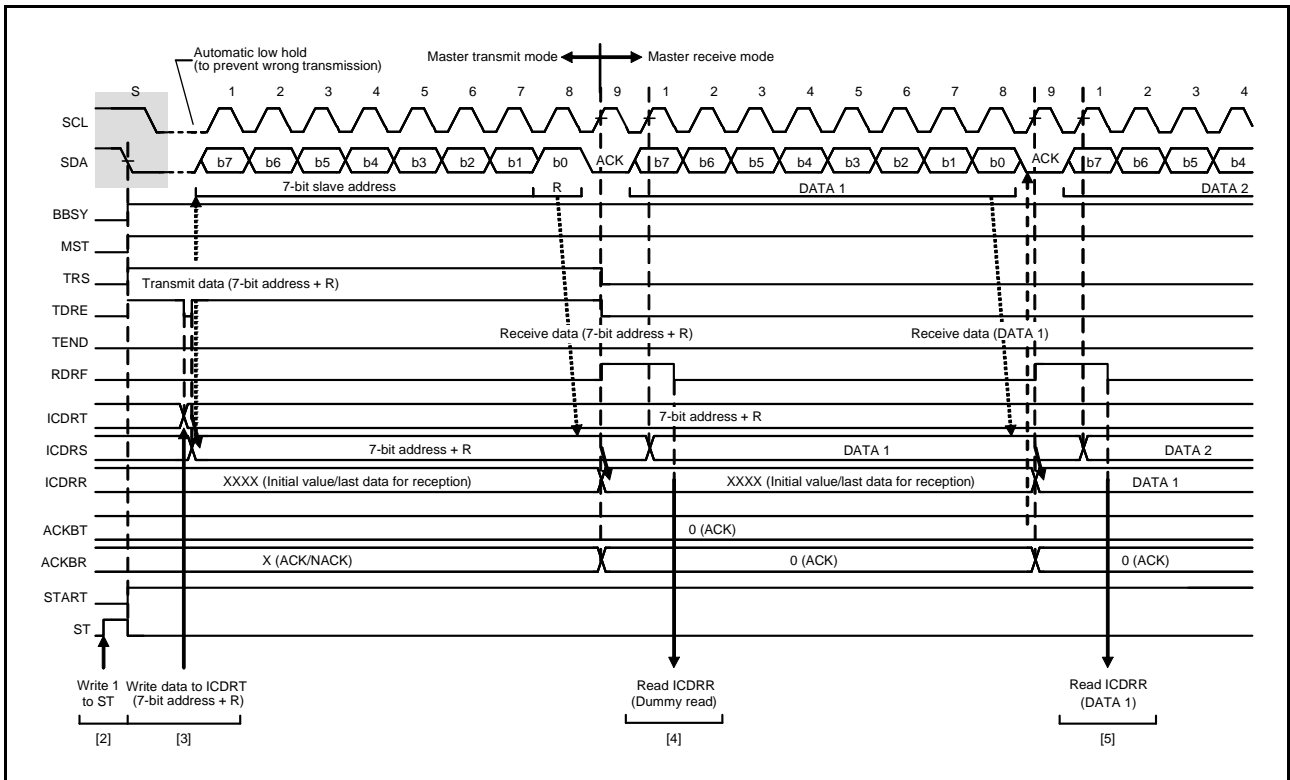 Automatic low hold
(to prevent wrong transmission)
Master transmit mode
Master receive mode
S 1 2 3 4 5 6 7 8 9 1 2 3 4 5 6 7 8 9 1 2 3 4
SCL
SDA b7 b6 b5 b4 b3 b2 b1 b0 ACK b7 b6 b5 b4 b3 b2 b1 b0 ACK b7 b6 b5 b4
7-bit slave address R DATA 1 DATA 2
BBSY
MST
TRS
Transmit data (7-bit address + R)
TDRE
Receive data (7-bit address + R) Receive data (DATA 1)
TEND
RDRF
ICDRT 7-bit address + R
ICDRS 7-bit address + R DATA 1 DATA 2
ICDRR XXXX (Initial value/last data for reception) XXXX (Initial value/last data for reception) DATA 1
ACKBT 0 (ACK)
ACKBR X (ACK/NACK) 0 (ACK) 0 (ACK)
START
ST
Write 1
to ST
Write data to ICDRT
(7-bit address + R)
Read ICDRR
(Dummy read)
Read ICDRR
(DATA 1)
[2] [3] [4] [5]